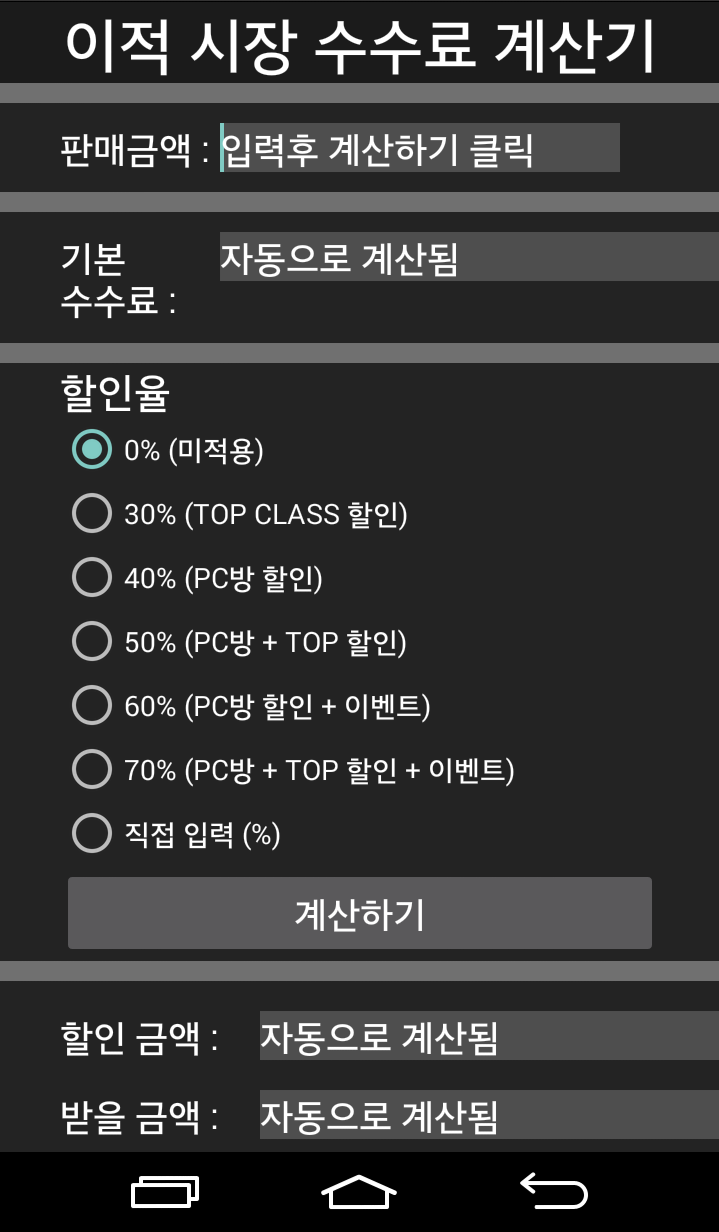 이적 시장 수수료 계산기
판매금액 : 입력후 계산하기 클릭
기본 자동으로 계산됨
수수료 :
할인율
0% (미적용)
30% (TOP CLASS 할인)
40% (PC방 할인)
50% (PC방 + TOP 할인)
60% (PC방 할인 + 이벤트)
70% (PC방 + TOP 할인 + 이벤트)
직접 입력 (%)
계산하기
할인 금액 : 자동으로 계산됨
받을 금액 : 자동으로 계산됨